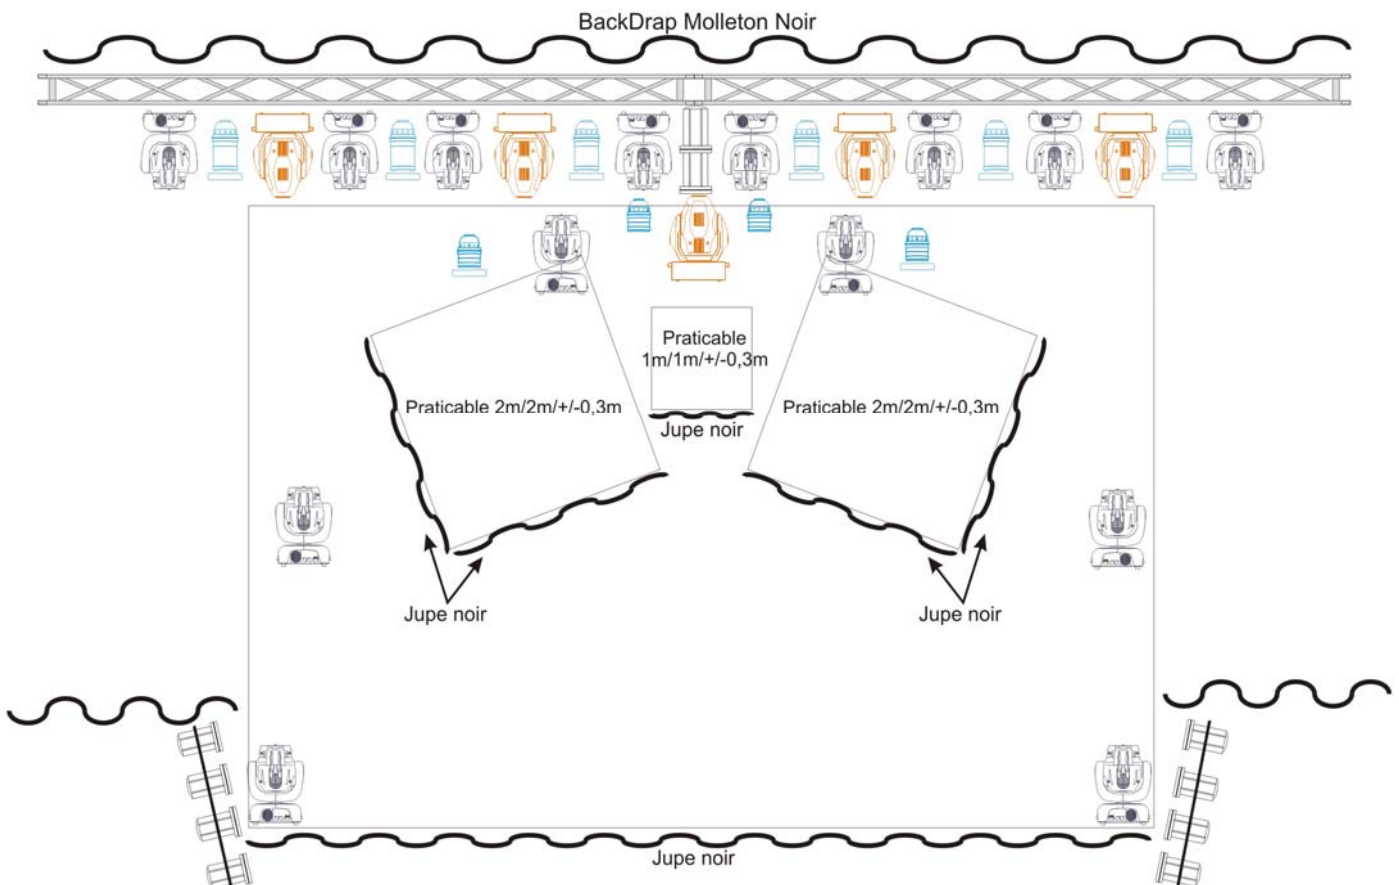 BackDrap Molleton Noir
Praticable
1m/1m/+/-0,3m
Praticable 2m/2m/+/-0,3m
Praticable 2m/2m/+/-0,3m
Jupe noir
Jupe noir
Jupe noir
Jupe noir